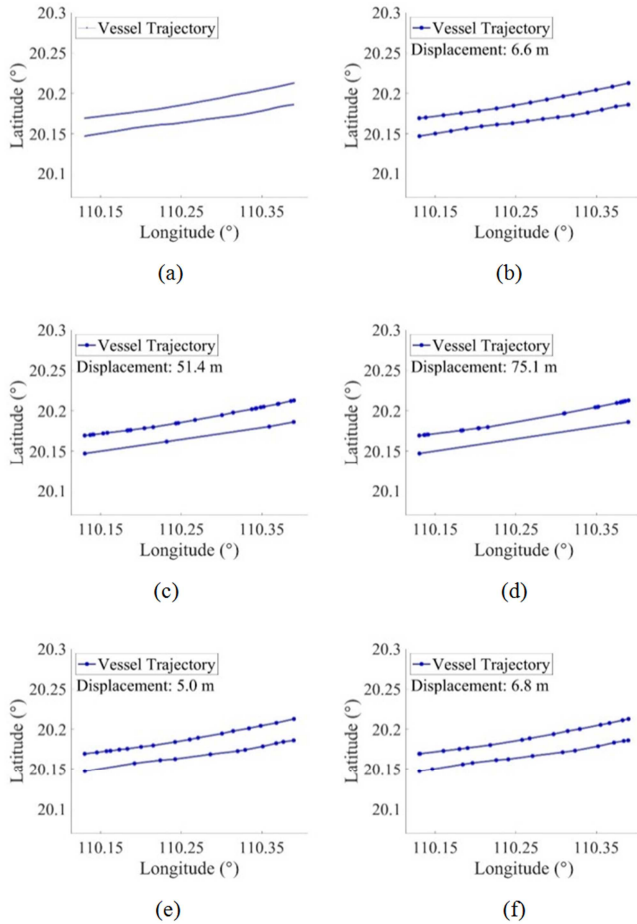 20.3
Vessel Trajectory
20.25
20.2
20.15
20.1
Latitude (°)
110.15 110.25 110.35
Longitude (°)
(a)
20.3
Vessel Trajectory
Displacement: 6.6 m
20.25
20.2
20.15
20.1
Latitude (°)
110.15 110.25 110.35
Longitude (°)
(b)
20.3
Vessel Trajectory
Displacement: 51.4 m
20.25
20.2
20.15
20.1
Latitude (°)
110.15 110.25 110.35
Longitude (°)
(c)
20.3
Vessel Trajectory
Displacement: 75.1 m
20.25
20.2
20.15
20.1
Latitude (°)
110.15 110.25 110.35
Longitude (°)
(d)
20.3
Vessel Trajectory
Displacement: 5.0 m
20.25
20.2
20.15
20.1
Latitude (°)
110.15 110.25 110.35
Longitude (°)
(e)
20.3
Vessel Trajectory
Displacement: 6.8 m
20.25
20.2
20.15
20.1
Latitude (°)
110.15 110.25 110.35
Longitude (°)
(f)